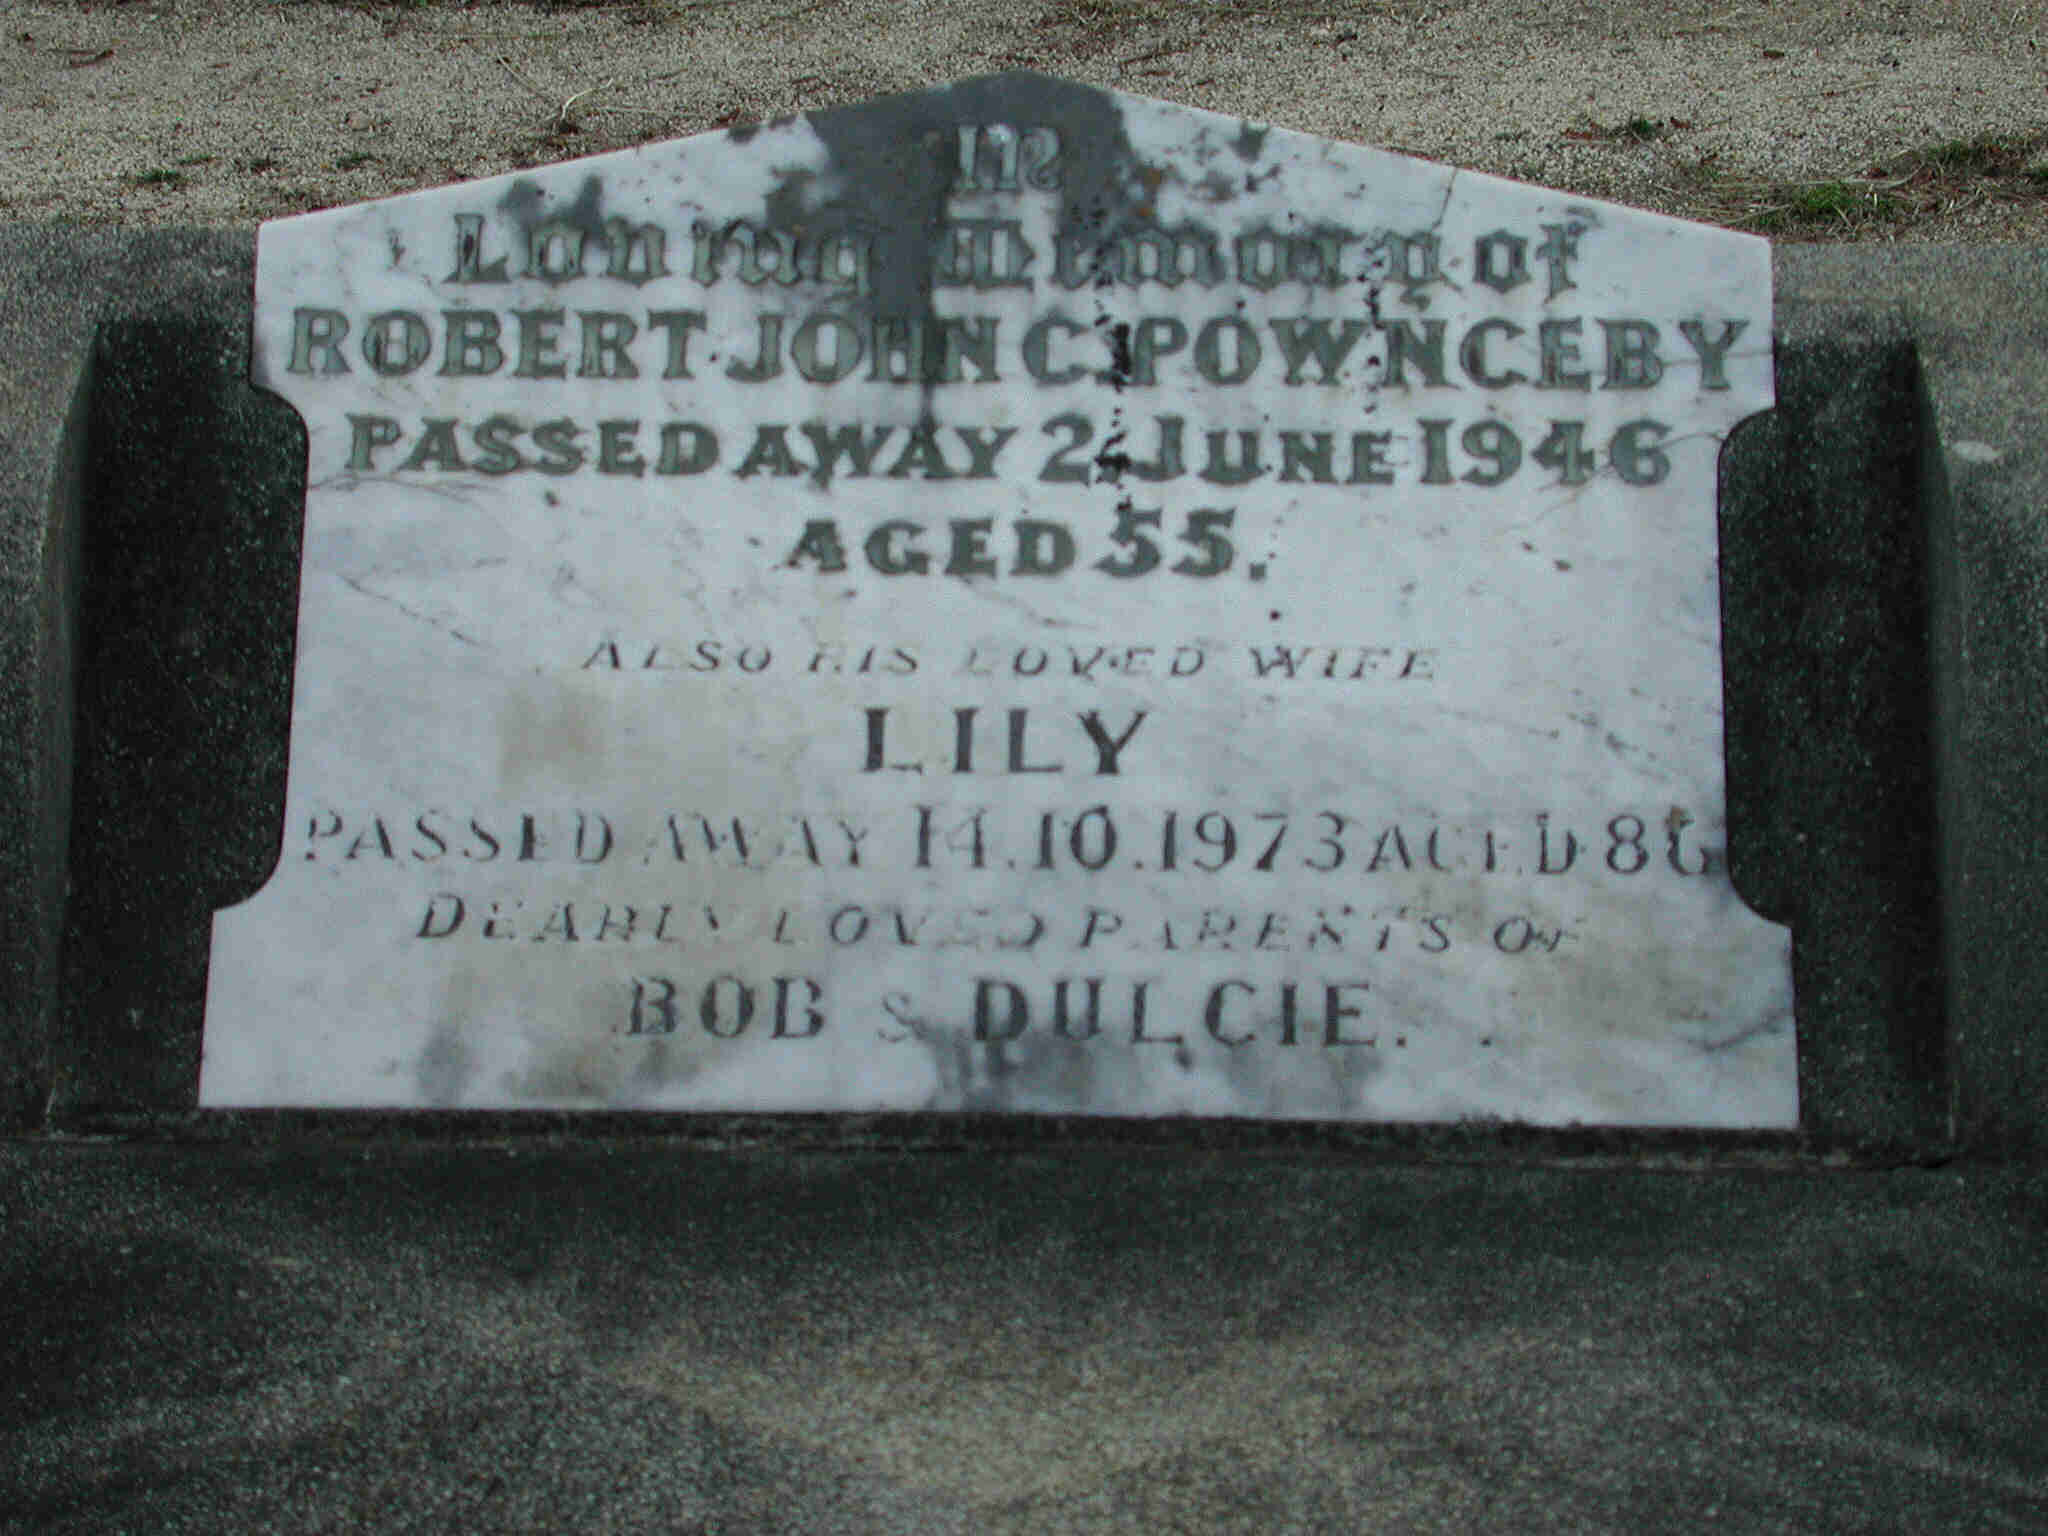 In
Loving Memory of
ROBERT JOHN C. POWNCEBY
PASSED AWAY 2 JUNE 1946
AGED 55.
ALSO HIS LOVED WIFE
LILY
PASSED AWAY 14.10.1973 AGED 86
DEARLY LOVED PARENTS OF
BOB & DULCIE.